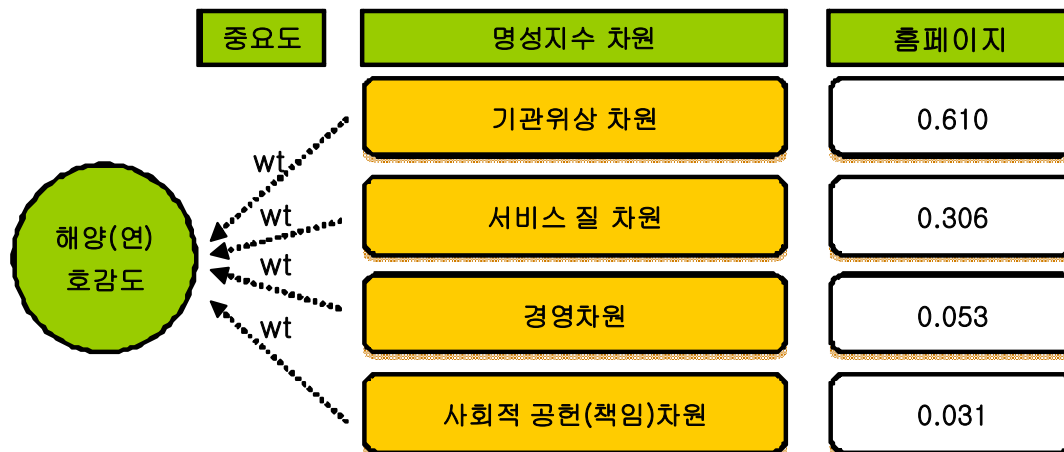 중요도
명성지수 차원
홈페이지
기관위상 차원
0.610
wt
서비스 질 차원
0.306
wt
해양(연)
호감도
wt
경영차원
0.053
wt
사회적 공헌(책임)차원
0.031